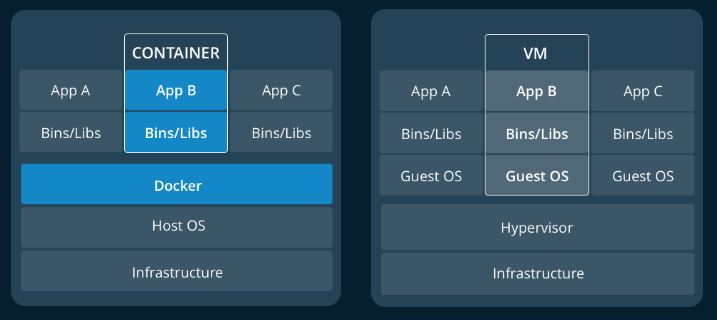 CONTAINER
App A App B App C
Bins/Libs Bins/Libs Bins/Libs
Docker
Host OS
Infrastructure
VM
App A App B App C
Bins/Libs Bins/Libs Bins/Libs
Guest OS Guest OS Guest OS
Hypervisor
Infrastructure